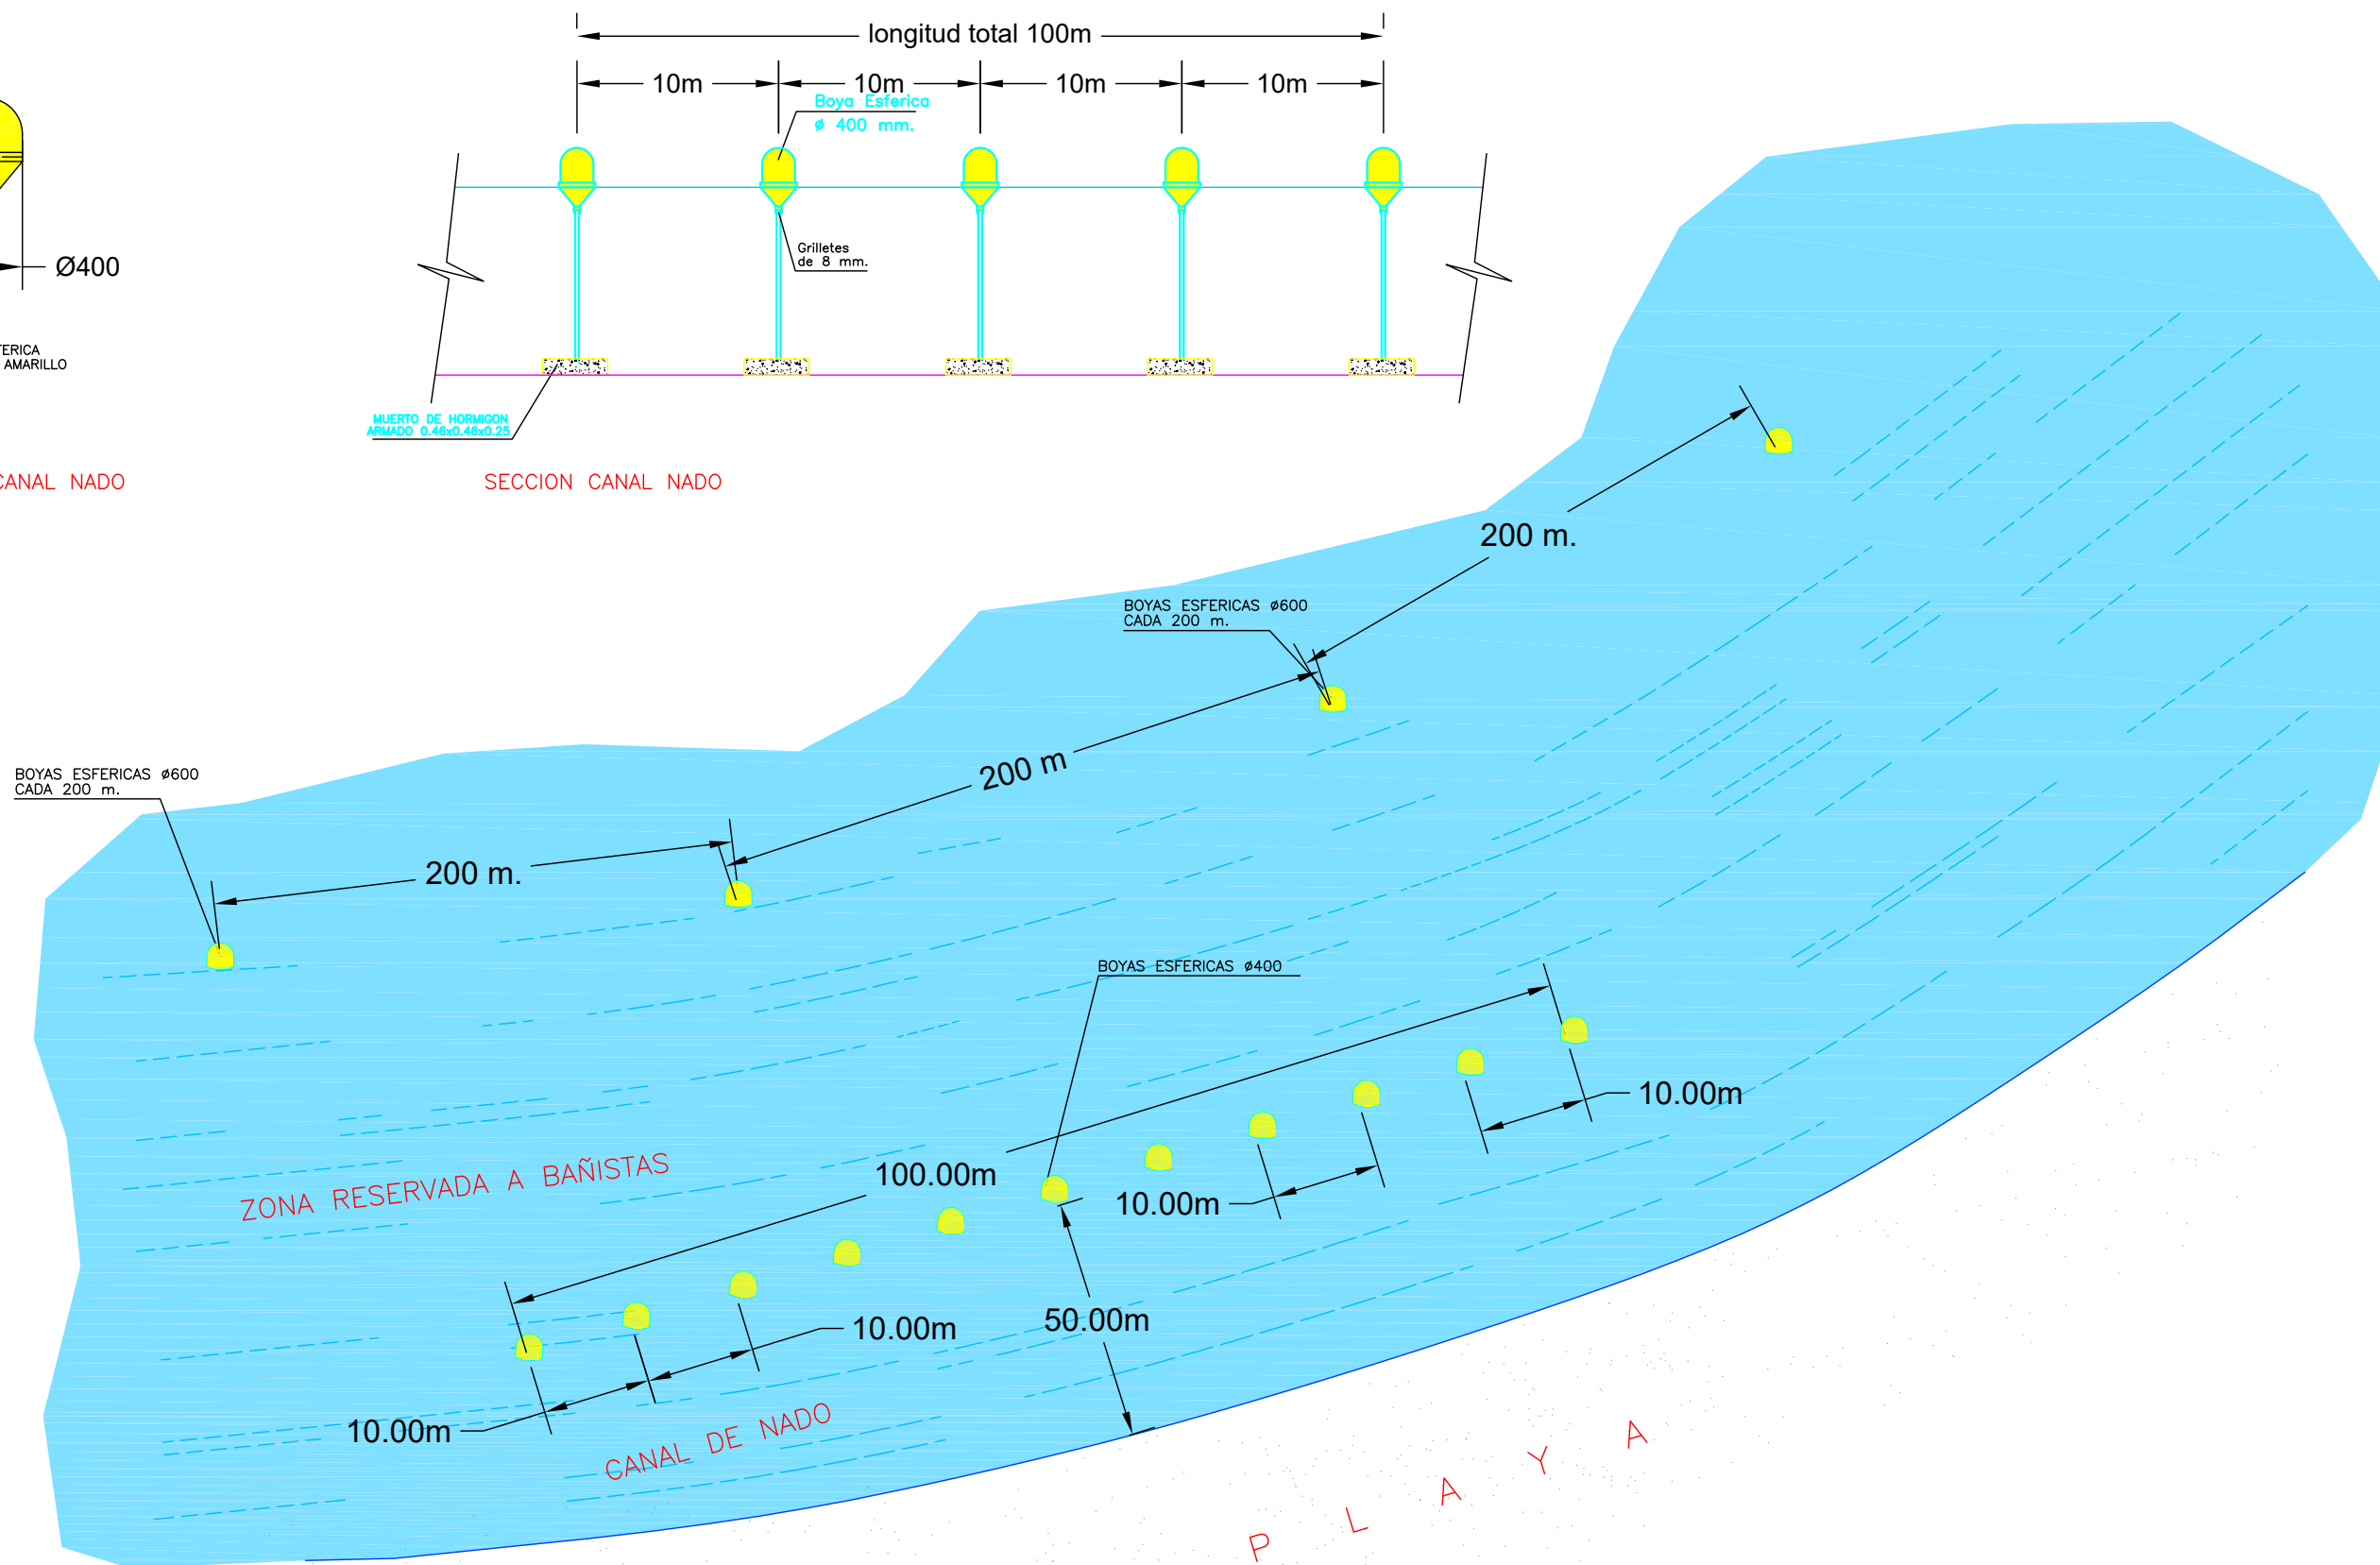 longitud total 100m
10m
10m
10m
10m
Boya Esferica
ø 400 mm.
Grilletes
de 8 mm.
Ø400
TERICA
AMARILLO
MUERTO DE HORMIGON
ARMADO 0.46x0.46x0.25
CANAL NADO
SECCION CANAL NADO
200 m.
BOYAS ESFERICAS ø600
CADA 200 m.
200 m
BOYAS ESFERICAS ø600
CADA 200 m.
200 m.
BOYAS ESFERICAS ø400
10.00m
ZONA RESERVADA A BAÑISTAS
100.00m
10.00m
50.00m
10.00m
10.00m
CANAL DE NADO
P L A Y A